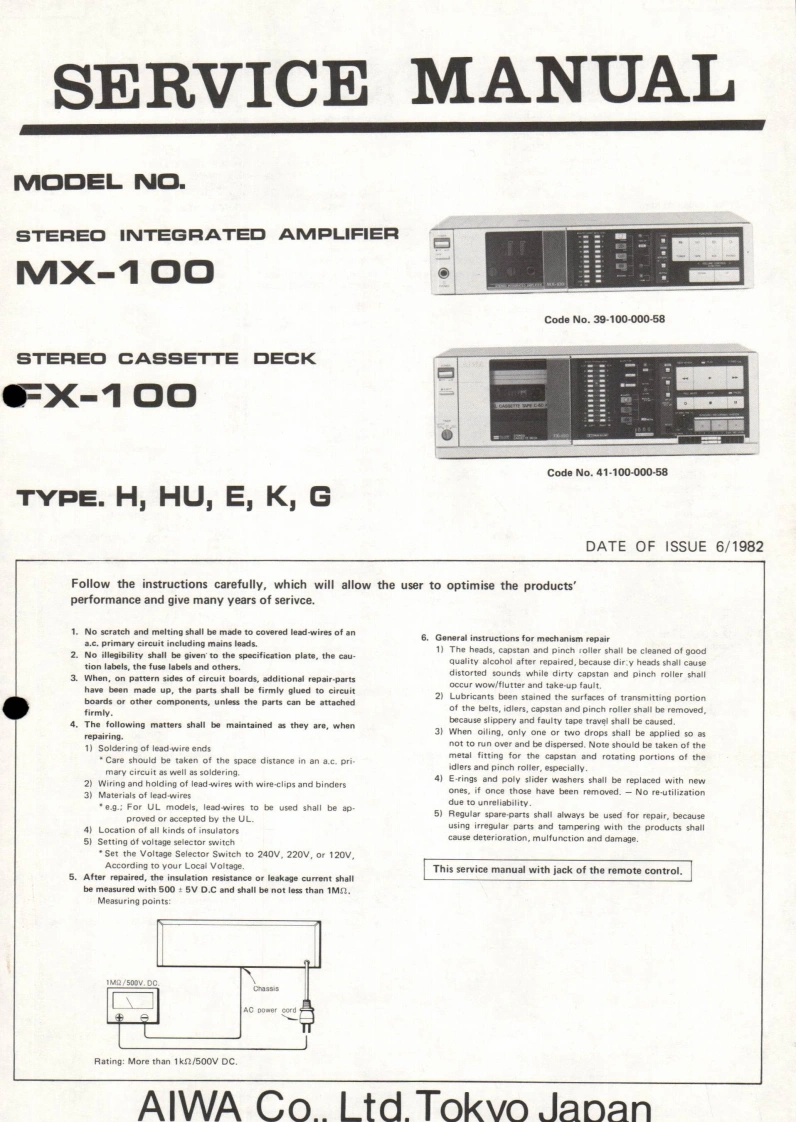 SERVICE MANUAL
MODEL NO.
STEREO INTEGRATED AMPLIFIER
MX-100
Code No. 39-100-000-58
STEREO CASSETTE DECK
FX-100
Code No. 41-100-000-58
TYPE. H, HU, E, K, G
DATE OF ISSUE 6/1982
Follow the instructions carefully, which will allow the user to optimise the products'
performance and give many years of serivce.
1. No scratch and melting shall be made to covered lead-wires of an
a.c. primary circuit including mains leads.
2. No illegibility shall be given to the specification plate, the cau-
tion labels, the fuse labels and others.
3. When, on pattern sides of circuit boards, additional repair-parts
have been made up, the parts shall be firmly glued to circuit
boards or other components, unless the parts can be attached
firmly.
4. The following matters shall be maintained as they are, when
repairing.
1) Soldering of lead-wire ends
* Care should be taken of the space distance in an a.c. pri-
mary circuit as well as soldering.
2) Wiring and holding of lead-wires with wire-clips and binders
3) Materials of lead-wires
* e.g.; For UL models, lead-wires to be used shall be ap-
proved or accepted by the UL.
4) Location of all kinds of insulators
5) Setting of voltage selector switch
* Set the Voltage Selector Switch to 240V, 220V, or 120V,
According to your Local Voltage.
5. After repaired, the insulation resistance or leakage current shall
be measured with 500 ± 5V D.C and shall be not less than 1MΩ.
Measuring points:
1MΩ/500V. DC.
Chassis
AC power cord
Rating: More than 1kΩ/500V DC.
6. General instructions for mechanism repair
1) The heads, capstan and pinch roller shall be cleaned of good
quality alcohol after repaired, because dirty heads shall cause
distorted sounds while dirty capstan and pinch roller shall
occur wow/flutter and take-up fault.
2) Lubricants been stained the surfaces of transmitting portion
of the belts, idlers, capstan and pinch roller shall be removed,
because slippery and faulty tape travel shall be caused.
3) When oiling, only one or two drops shall be applied so as
not to run over and be dispersed. Note should be taken of the
metal fitting for the capstan and rotating portions of the
idlers and pinch roller, especially.
4) E-rings and poly slider washers shall be replaced with new
ones, if once those have been removed. — No re-utilization
due to unreliability.
5) Regular spare-parts shall always be used for repair, because
using irregular parts and tampering with the products shall
cause deterioration, mulfunction and damage.
This service manual with jack of the remote control.
AIWA Co., Ltd. Tokyo Japan